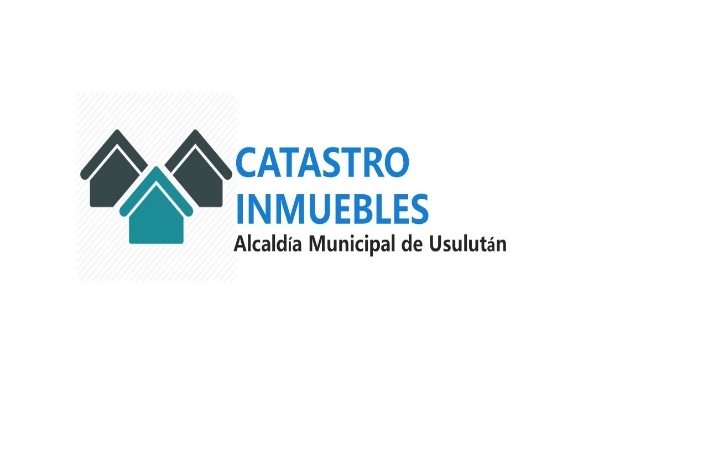 CATASTRO
INMUEBLES
Alcaldía Municipal de Usulután